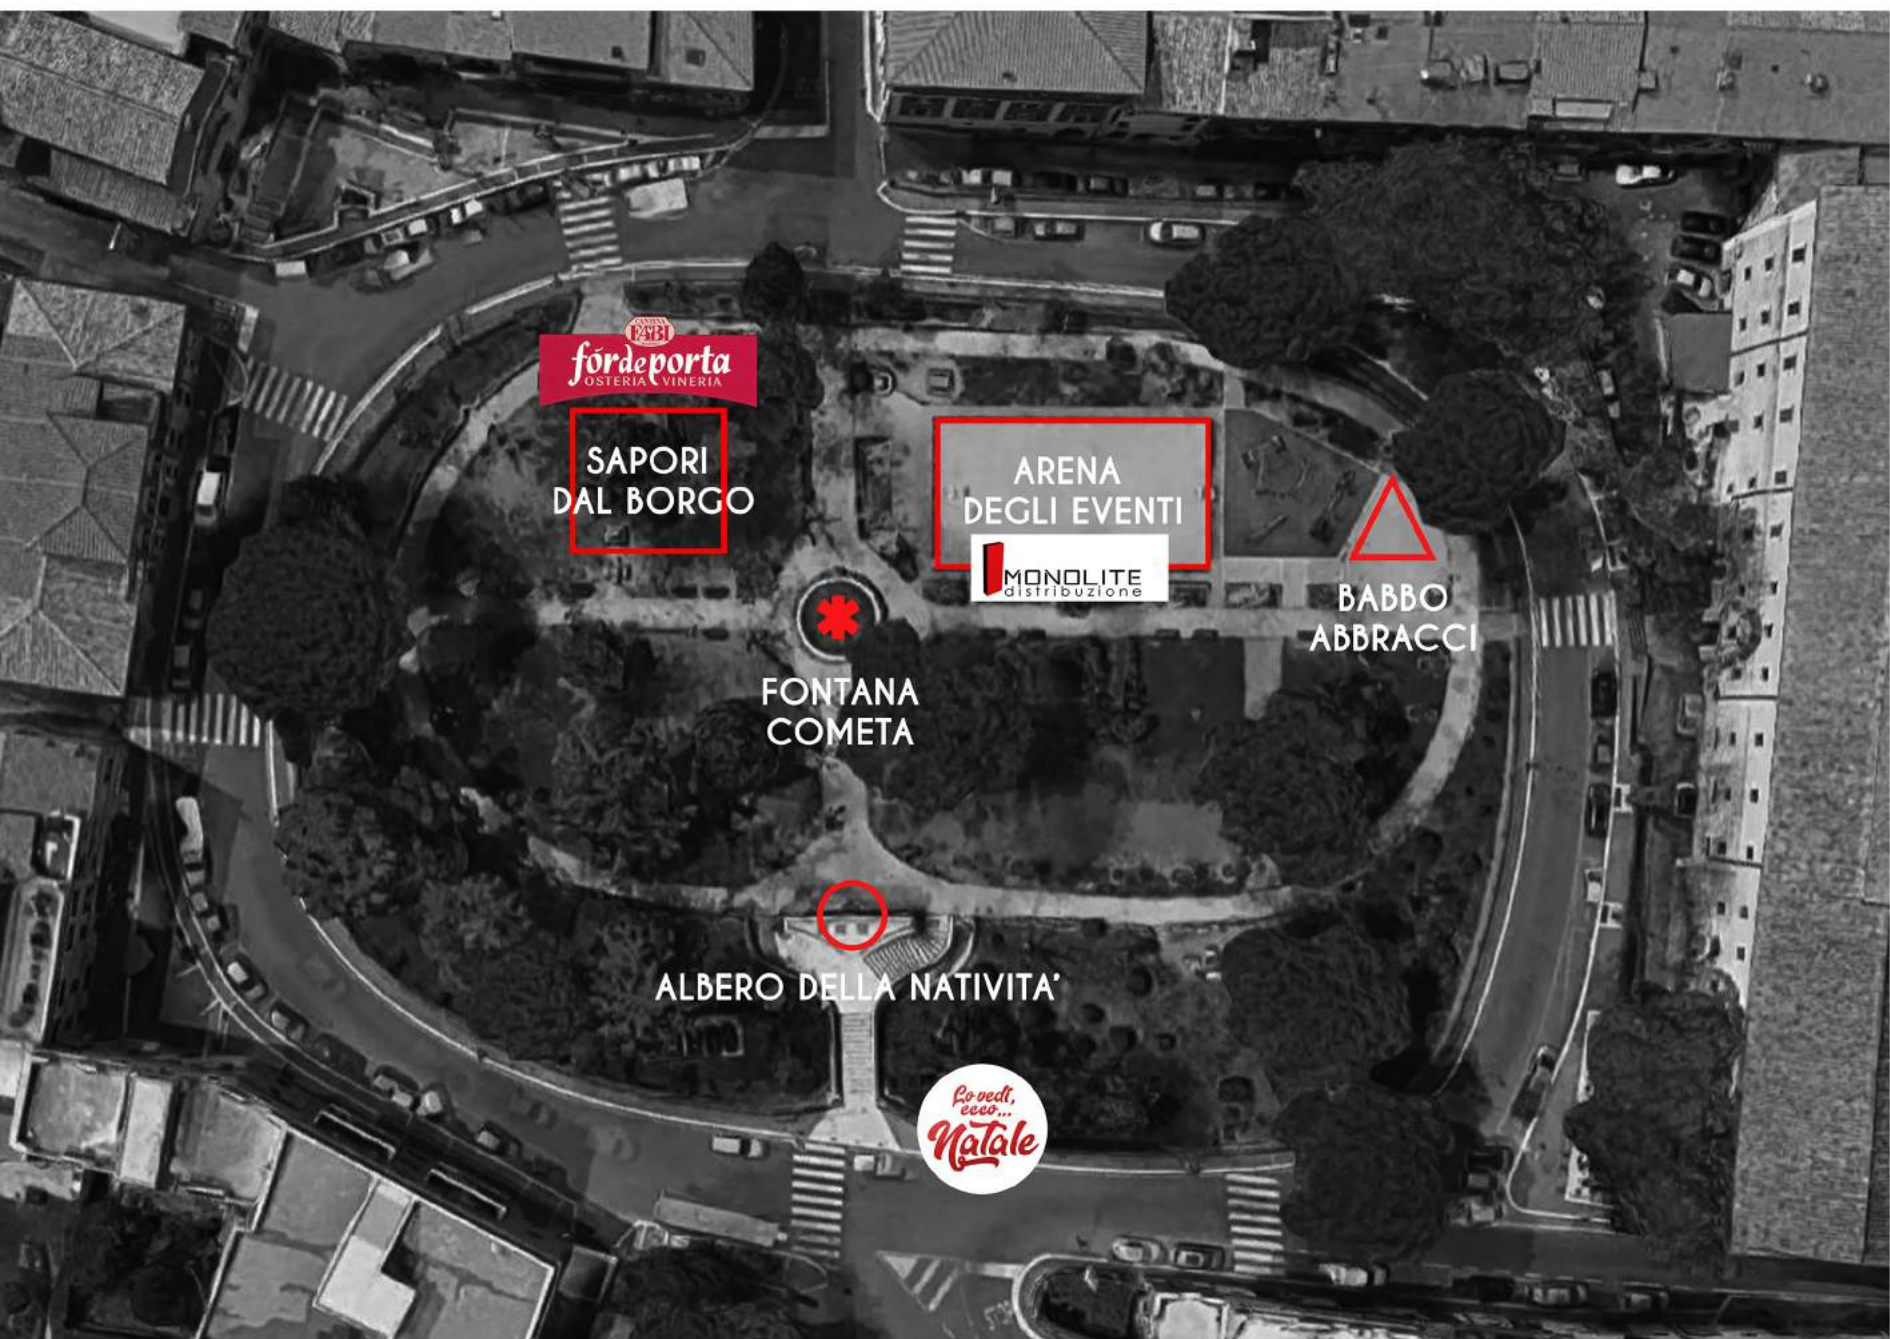 CANTINA
FABI
fórdeporta
OSTERIA VINERIA
SAPORI
DAL BORGO
ARENA
DEGLI EVENTI
MONOLITE
distribuzione
BABBO
ABBRACCI
FONTANA
COMETA
ALBERO DELLA NATIVITA'
Lo vedi,
ecco...
Natale